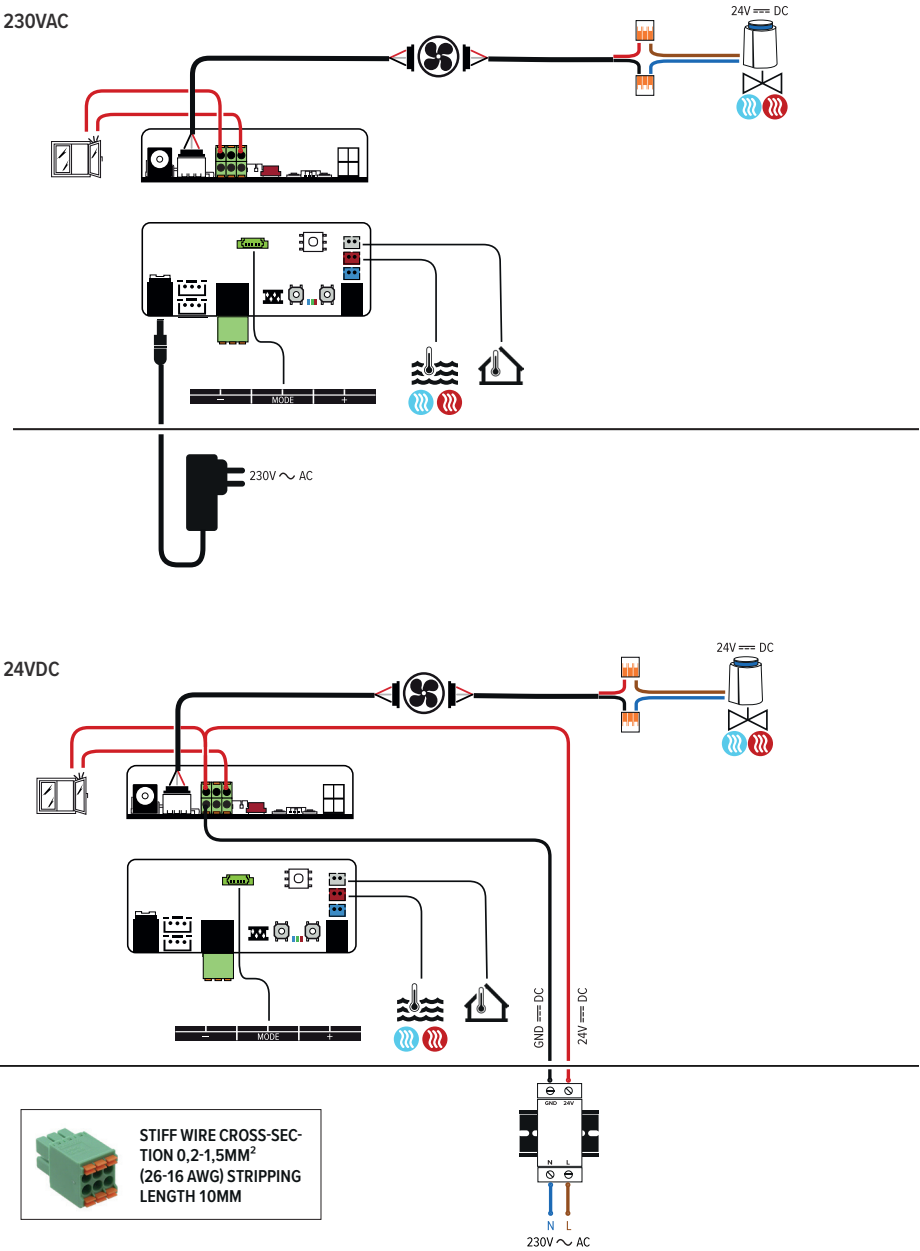 230VAC
24V ⎓ DC
− MODE +
230V ∼ AC
24VDC
24V ⎓ DC
− MODE +
GND ⎓ DC
24V ⎓ DC
GND 24V
N L
N L
230V ∼ AC
STIFF WIRE CROSS-SEC-
TION 0,2-1,5MM²
(26-16 AWG) STRIPPING
LENGTH 10MM